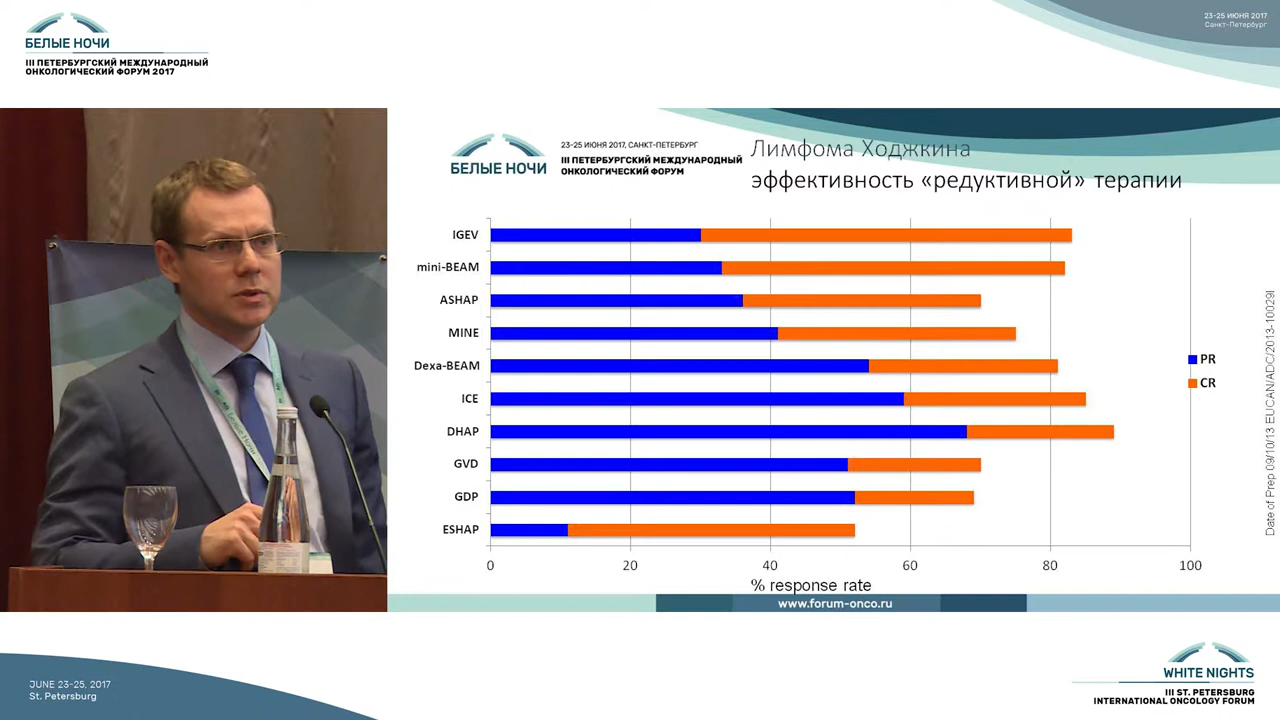 БЕЛЫЕ НОЧИ
III ПЕТЕРБУРГСКИЙ МЕЖДУНАРОДНЫЙ
ОНКОЛОГИЧЕСКИЙ ФОРУМ 2017
23-25 ИЮНЯ 2017
Санкт-Петербург
БЕЛЫЕ НОЧИ
23-25 ИЮНЯ 2017, САНКТ-ПЕТЕРБУРГ
III ПЕТЕРБУРГСКИЙ МЕЖДУНАРОДНЫЙ
ОНКОЛОГИЧЕСКИЙ ФОРУМ
Лимфома Ходжкина
эффективность «редуктивной» терапии
IGEV
mini-BEAM
ASHAP
MINE
Dexa-BEAM
ICE
DHAP
GVD
GDP
ESHAP
0 20 40 60 80 100
% response rate
PR
CR
Date of Prep 09/10/13 EUCAN/ADC/2013-10029l
www.forum-onco.ru
Белые Ночи
JUNE 23-25, 2017
St. Petersburg
WHITE NIGHTS
III ST. PETERSBURG
INTERNATIONAL ONCOLOGY FORUM